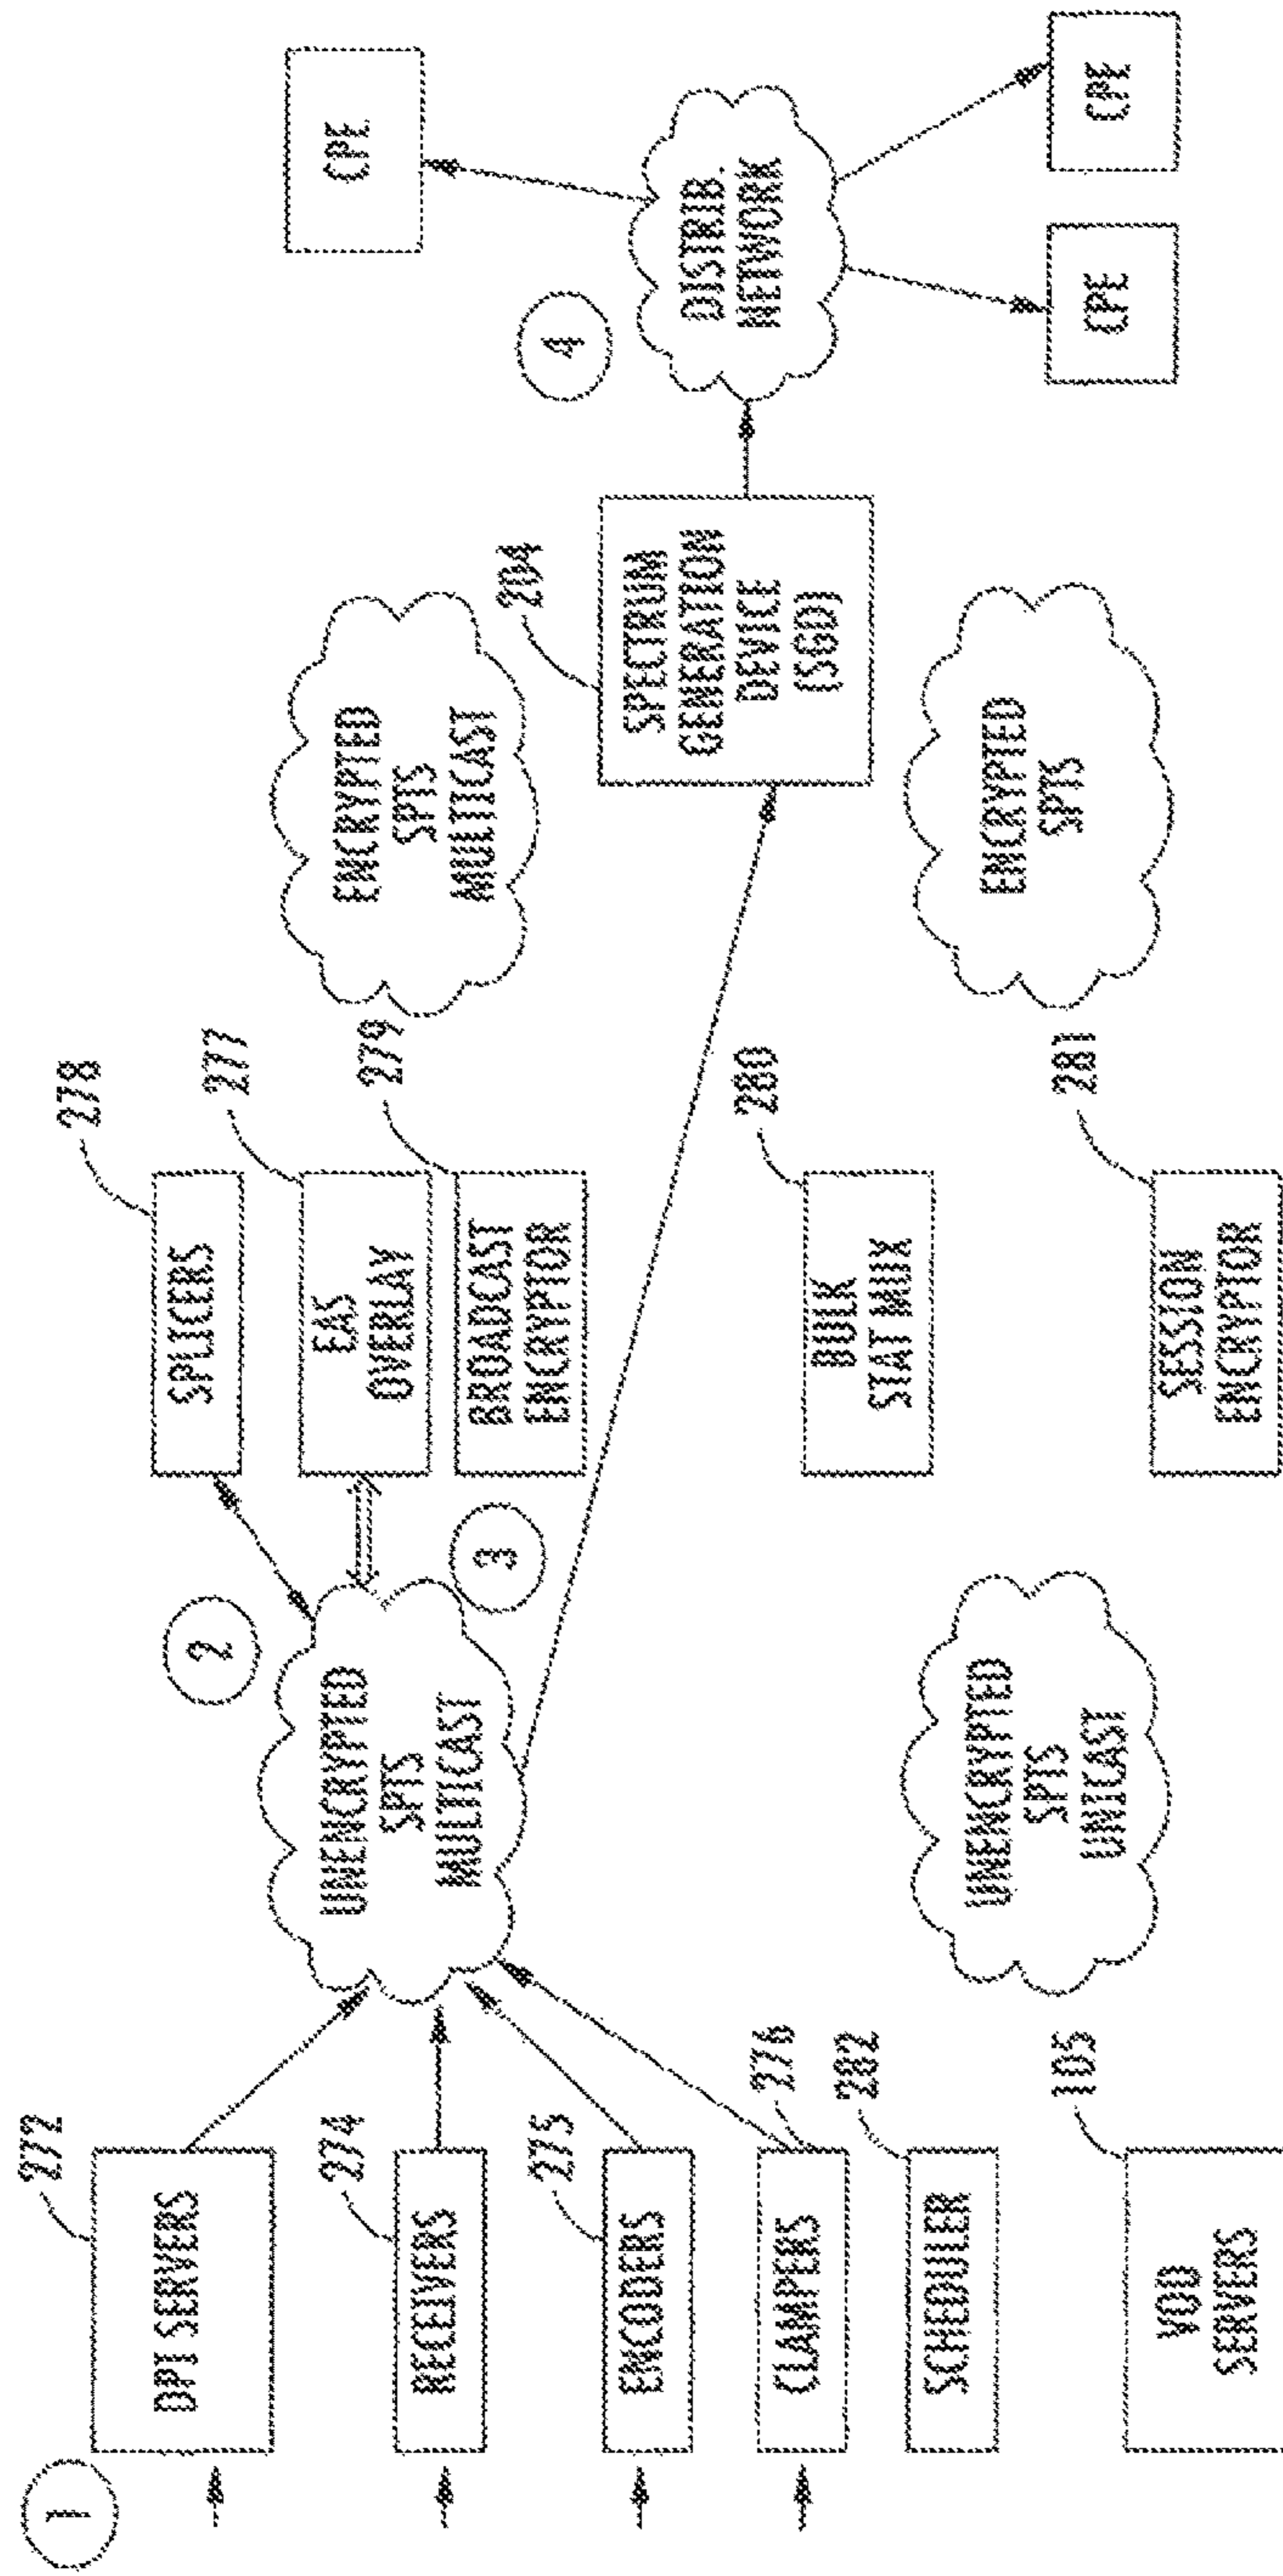 1
272
DPI SERVERS
274
RECEIVERS
275
ENCODERS
276
CLAMPERS
282
SCHEDULER
105
VOD
SERVERS
UNENCRYPTED
SPTS
MULTICAST
UNENCRYPTED
SPTS
UNICAST
2
3
278
SPLICERS
277
EAS
OVERLAY
279
BROADCAST
ENCRYPTOR
280
BULK
STAT MUX
281
SESSION
ENCRYPTOR
ENCRYPTED
SPTS
MULTICAST
204
SPECTRUM
GENERATION
DEVICE
(SGD)
ENCRYPTED
SPTS
4
DISTRIB.
NETWORK
CPE
CPE
CPE